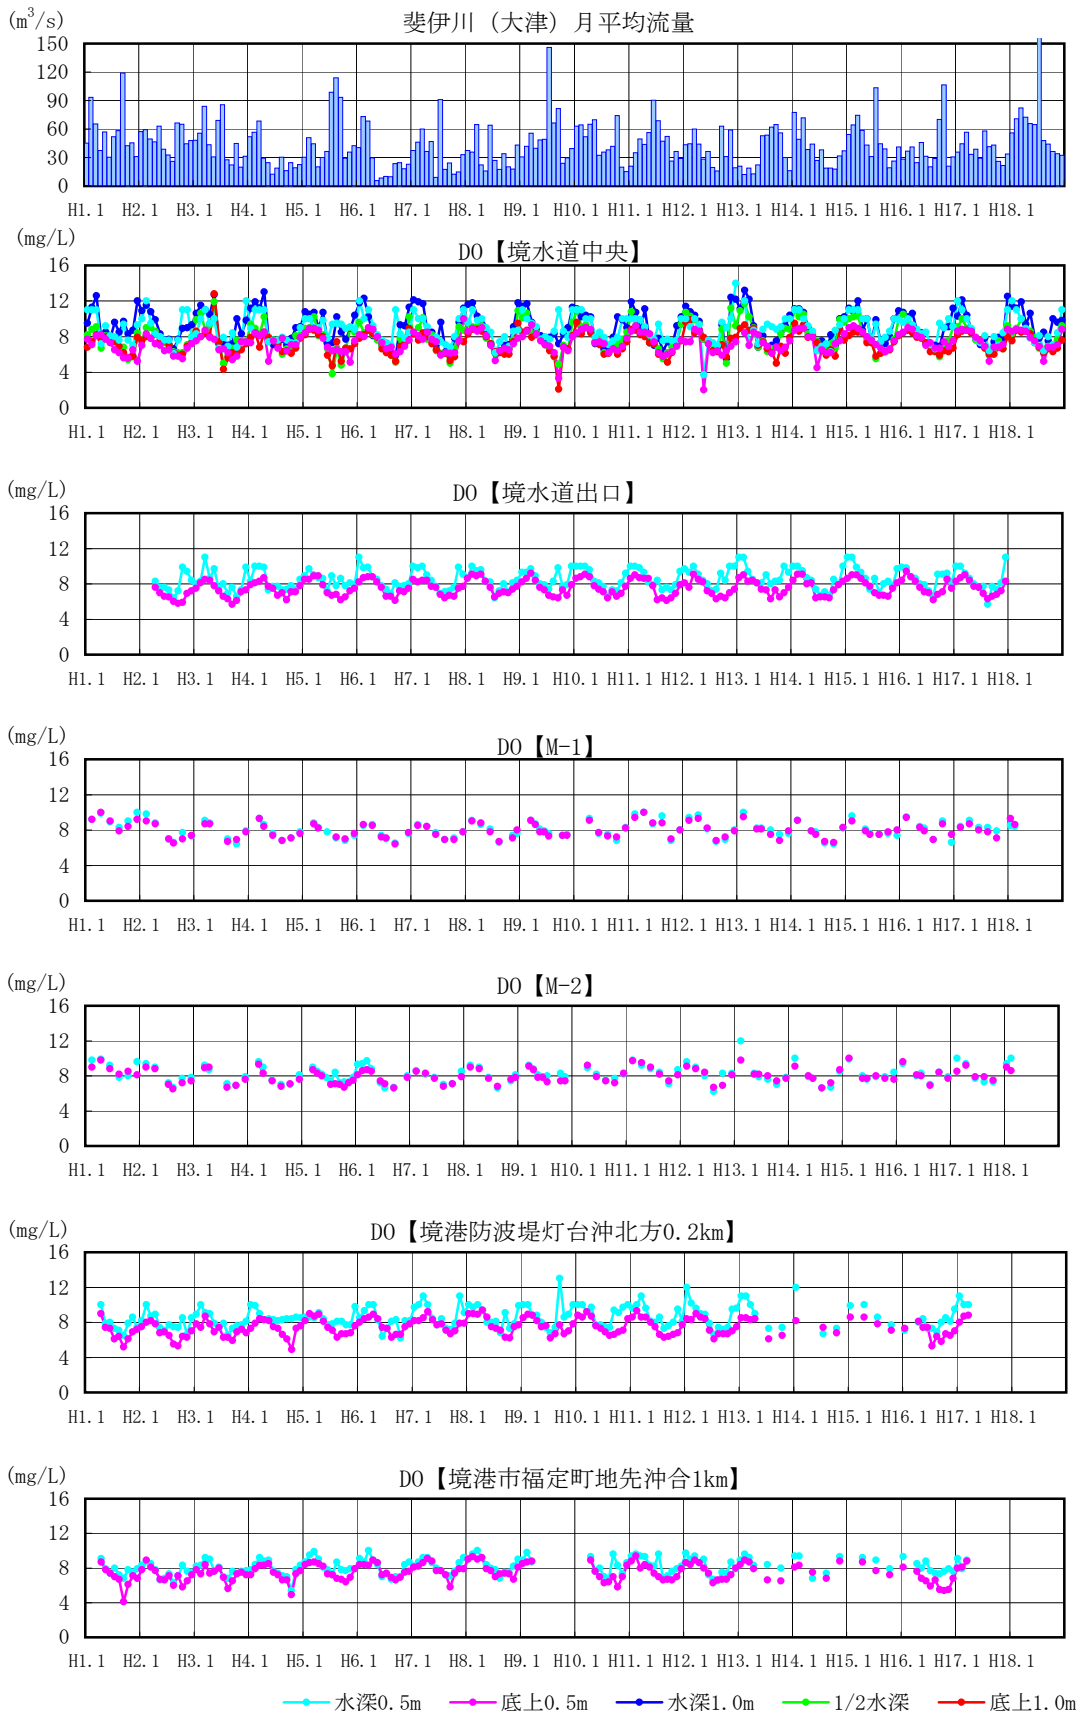 (m³/s)
斐伊川（大津）月平均流量
150
120
90
60
30
0
H1.1 H2.1 H3.1 H4.1 H5.1 H6.1 H7.1 H8.1 H9.1 H10.1 H11.1 H12.1 H13.1 H14.1 H15.1 H16.1 H17.1 H18.1
(mg/L)
DO【境水道中央】
16
12
8
4
0
H1.1 H2.1 H3.1 H4.1 H5.1 H6.1 H7.1 H8.1 H9.1 H10.1 H11.1 H12.1 H13.1 H14.1 H15.1 H16.1 H17.1 H18.1
(mg/L)
DO【境水道出口】
16
12
8
4
0
H1.1 H2.1 H3.1 H4.1 H5.1 H6.1 H7.1 H8.1 H9.1 H10.1 H11.1 H12.1 H13.1 H14.1 H15.1 H16.1 H17.1 H18.1
(mg/L)
DO【M-1】
16
12
8
4
0
H1.1 H2.1 H3.1 H4.1 H5.1 H6.1 H7.1 H8.1 H9.1 H10.1 H11.1 H12.1 H13.1 H14.1 H15.1 H16.1 H17.1 H18.1
(mg/L)
DO【M-2】
16
12
8
4
0
H1.1 H2.1 H3.1 H4.1 H5.1 H6.1 H7.1 H8.1 H9.1 H10.1 H11.1 H12.1 H13.1 H14.1 H15.1 H16.1 H17.1 H18.1
(mg/L)
DO【境港防波堤灯台沖北方0.2km】
16
12
8
4
0
H1.1 H2.1 H3.1 H4.1 H5.1 H6.1 H7.1 H8.1 H9.1 H10.1 H11.1 H12.1 H13.1 H14.1 H15.1 H16.1 H17.1 H18.1
(mg/L)
DO【境港市福定町地先沖合1km】
16
12
8
4
0
H1.1 H2.1 H3.1 H4.1 H5.1 H6.1 H7.1 H8.1 H9.1 H10.1 H11.1 H12.1 H13.1 H14.1 H15.1 H16.1 H17.1 H18.1
水深0.5m 底上0.5m 水深1.0m 1/2水深 底上1.0m